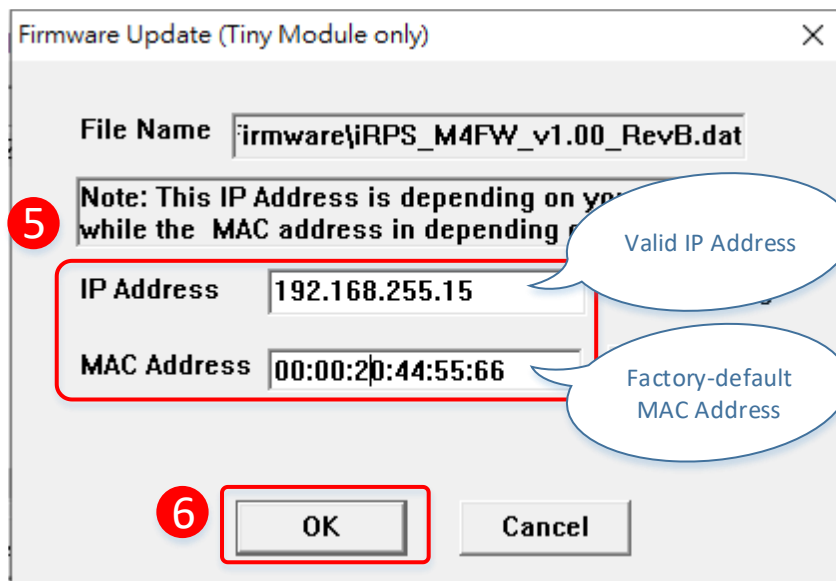 Firmware Update (Tiny Module only)
File Name
Firmware\iRPS_M4FW_v1.00_RevB.dat
Note: This IP Address is depending on
while the MAC address in depending
5
Valid IP Address
IP Address
192.168.255.15
MAC Address
00:00:20:44:55:66
Factory-default
MAC Address
6
OK
Cancel